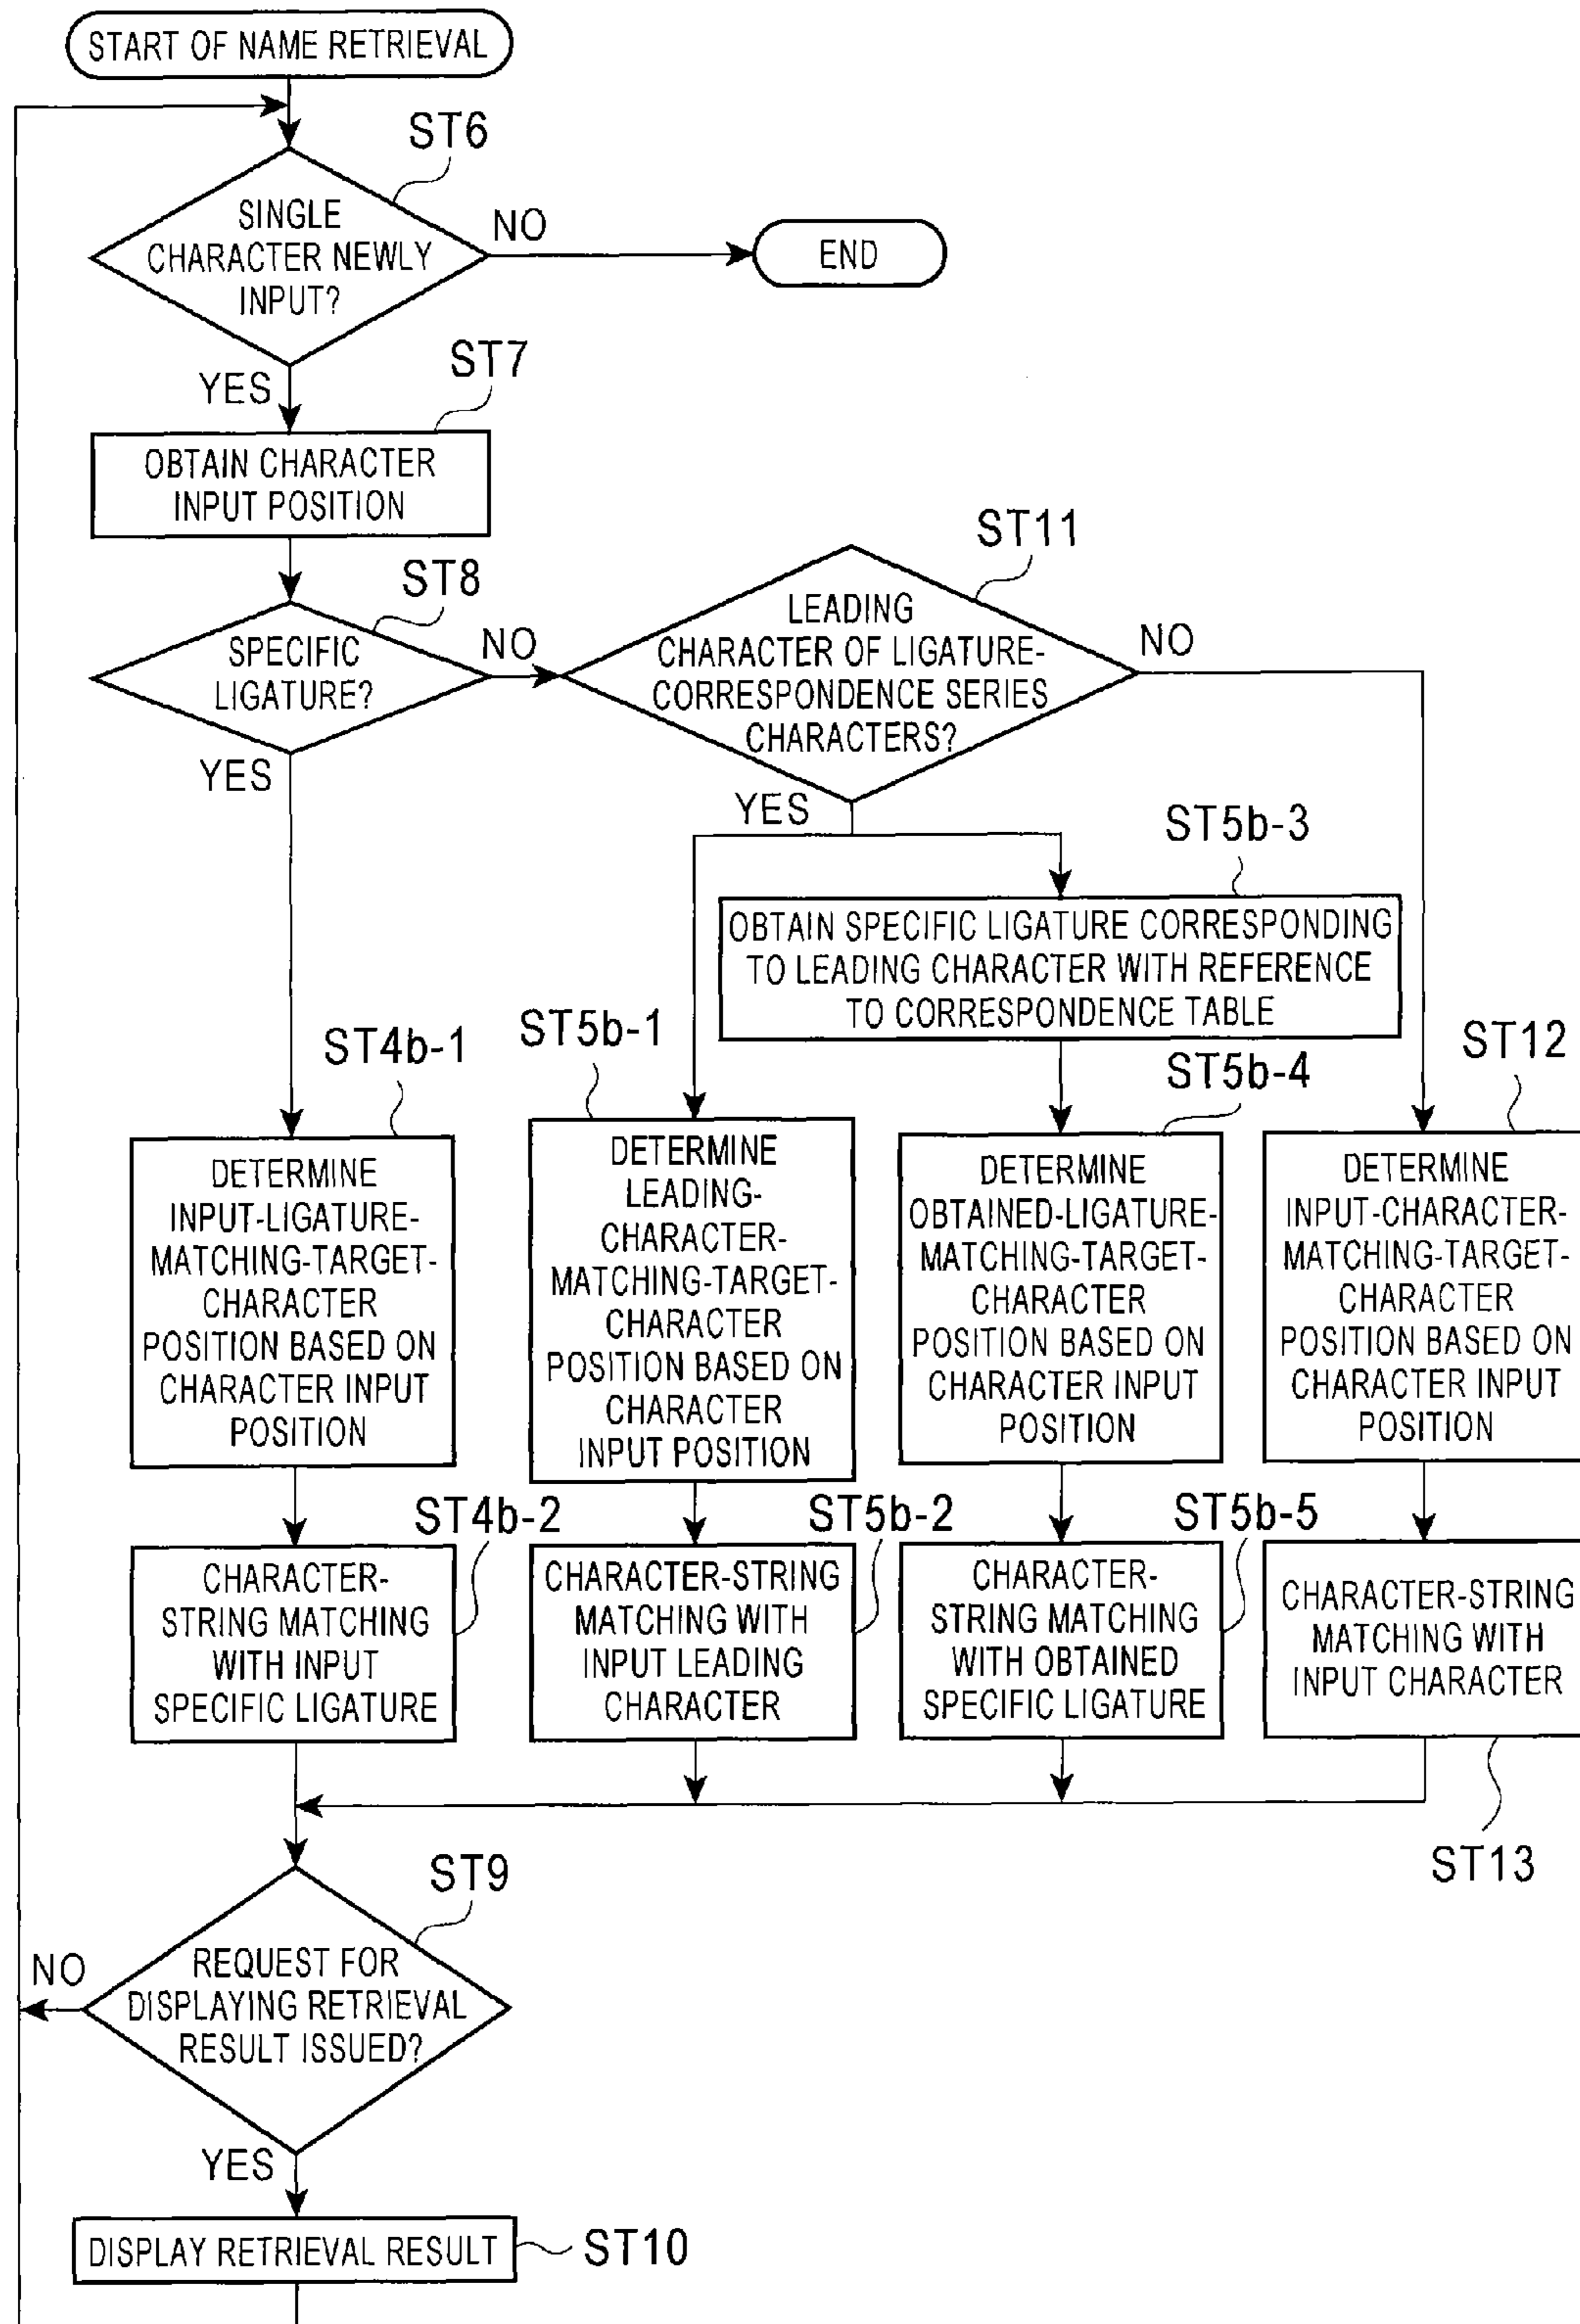 START OF NAME RETRIEVAL
ST6
SINGLE
CHARACTER NEWLY
INPUT?
NO
END
YES
ST7
OBTAIN CHARACTER
INPUT POSITION
ST8
SPECIFIC
LIGATURE?
NO
YES
ST11
LEADING
CHARACTER OF LIGATURE-
CORRESPONDENCE SERIES
CHARACTERS?
NO
YES
ST5b-3
OBTAIN SPECIFIC LIGATURE CORRESPONDING
TO LEADING CHARACTER WITH REFERENCE
TO CORRESPONDENCE TABLE
ST4b-1
DETERMINE
INPUT-LIGATURE-
MATCHING-TARGET-
CHARACTER
POSITION BASED ON
CHARACTER INPUT
POSITION
ST5b-1
DETERMINE
LEADING-
CHARACTER-
MATCHING-TARGET-
CHARACTER
POSITION BASED ON
CHARACTER
INPUT POSITION
ST5b-4
DETERMINE
OBTAINED-LIGATURE-
MATCHING-TARGET-
CHARACTER
POSITION BASED ON
CHARACTER INPUT
POSITION
ST12
DETERMINE
INPUT-CHARACTER-
MATCHING-TARGET-
CHARACTER
POSITION BASED ON
CHARACTER INPUT
POSITION
ST4b-2
CHARACTER-
STRING MATCHING
WITH INPUT
SPECIFIC LIGATURE
ST5b-2
CHARACTER-STRING
MATCHING WITH
INPUT LEADING
CHARACTER
ST5b-5
CHARACTER-
STRING MATCHING
WITH OBTAINED
SPECIFIC LIGATURE
CHARACTER-STRING
MATCHING WITH
INPUT CHARACTER
ST13
ST9
REQUEST FOR
DISPLAYING RETRIEVAL
RESULT ISSUED?
NO
YES
DISPLAY RETRIEVAL RESULT
ST10